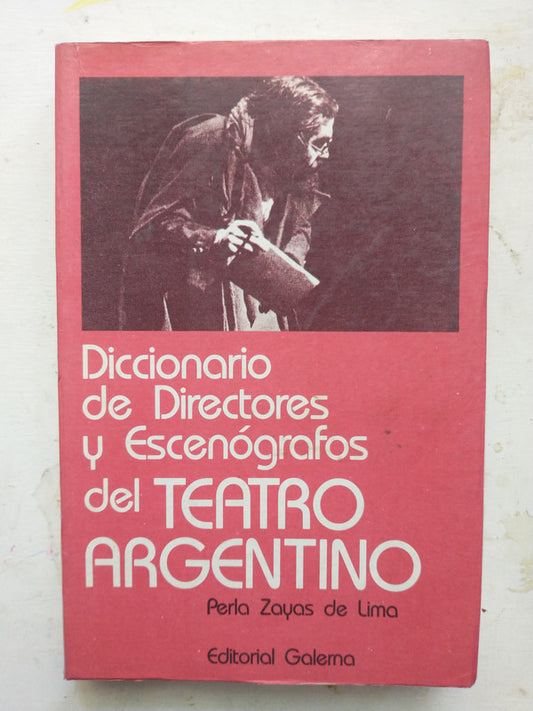 Diccionario
de Directores
y Escenógrafos
del TEATRO
ARGENTINO
Perla Zayas de Lima
Editorial Galerna